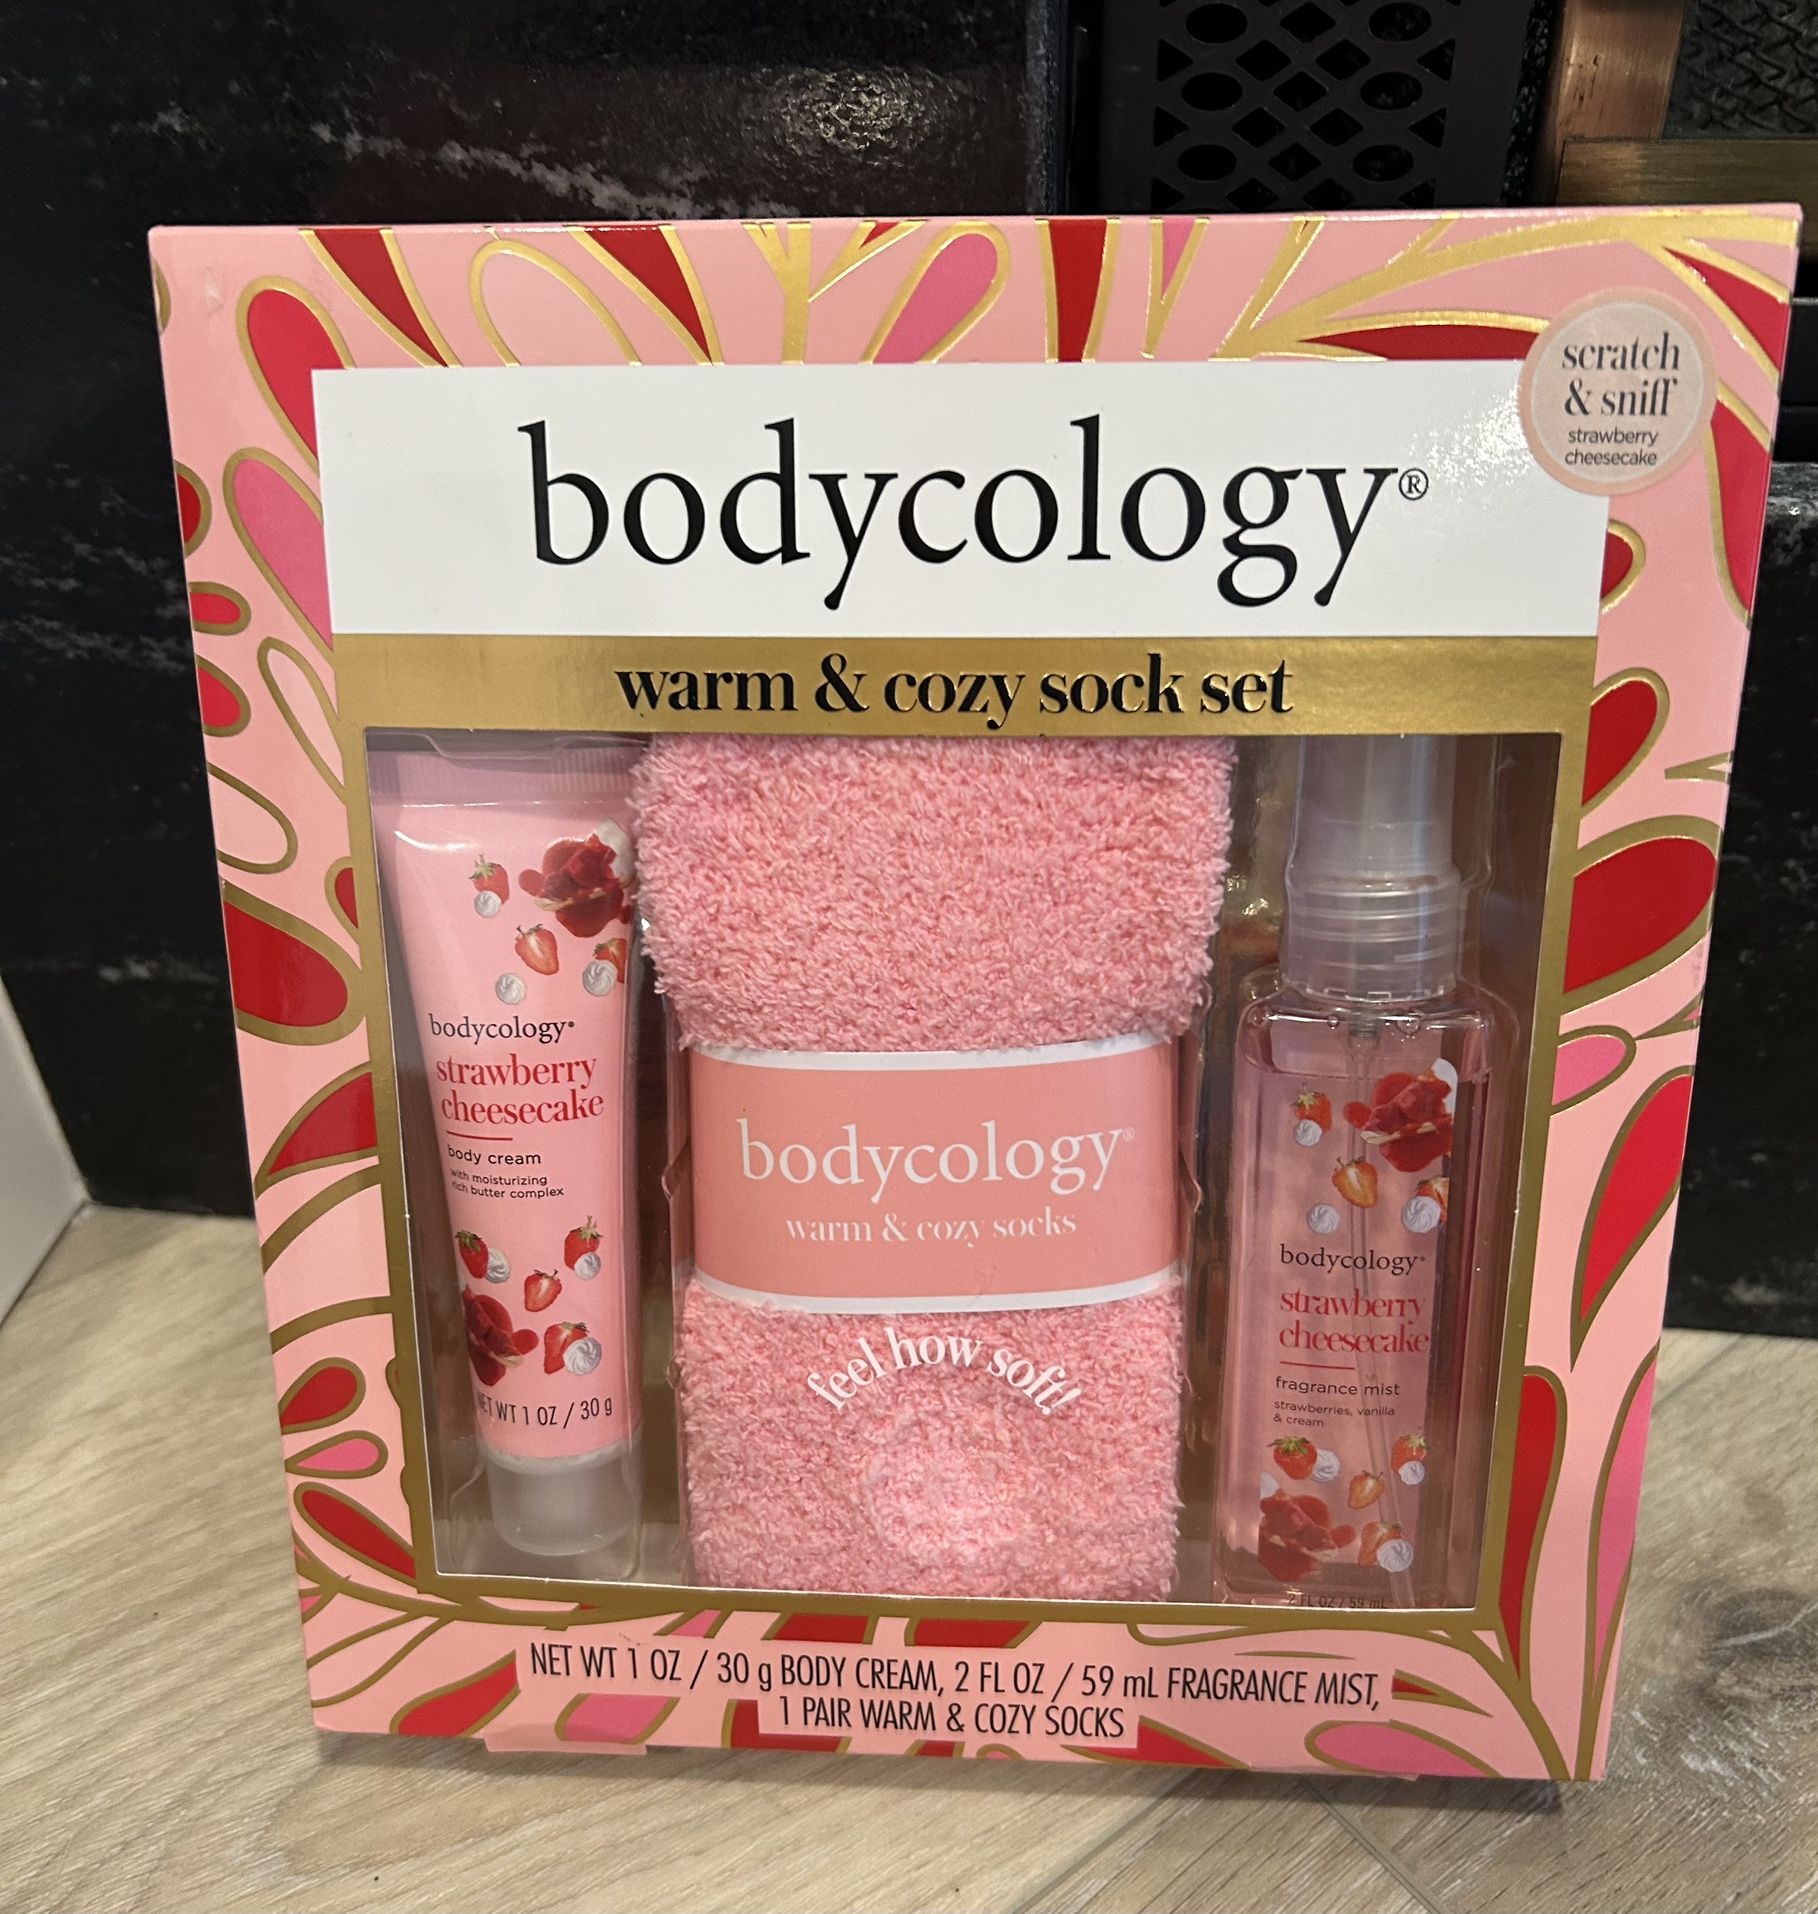 scratch
& sniff
strawberry
cheesecake
bodycology®
warm & cozy sock set
bodycology®
strawberry
cheesecake
body cream
with moisturizing
rich butter complex
NET WT 1 OZ / 30 g
bodycology®
warm & cozy socks
feel how soft!
bodycology®
strawberry
cheesecake
fragrance mist
strawberries, vanilla
& cream
2 FL OZ / 59 mL
NET WT 1 OZ / 30 g BODY CREAM, 2 FL OZ / 59 mL FRAGRANCE MIST,
1 PAIR WARM & COZY SOCKS